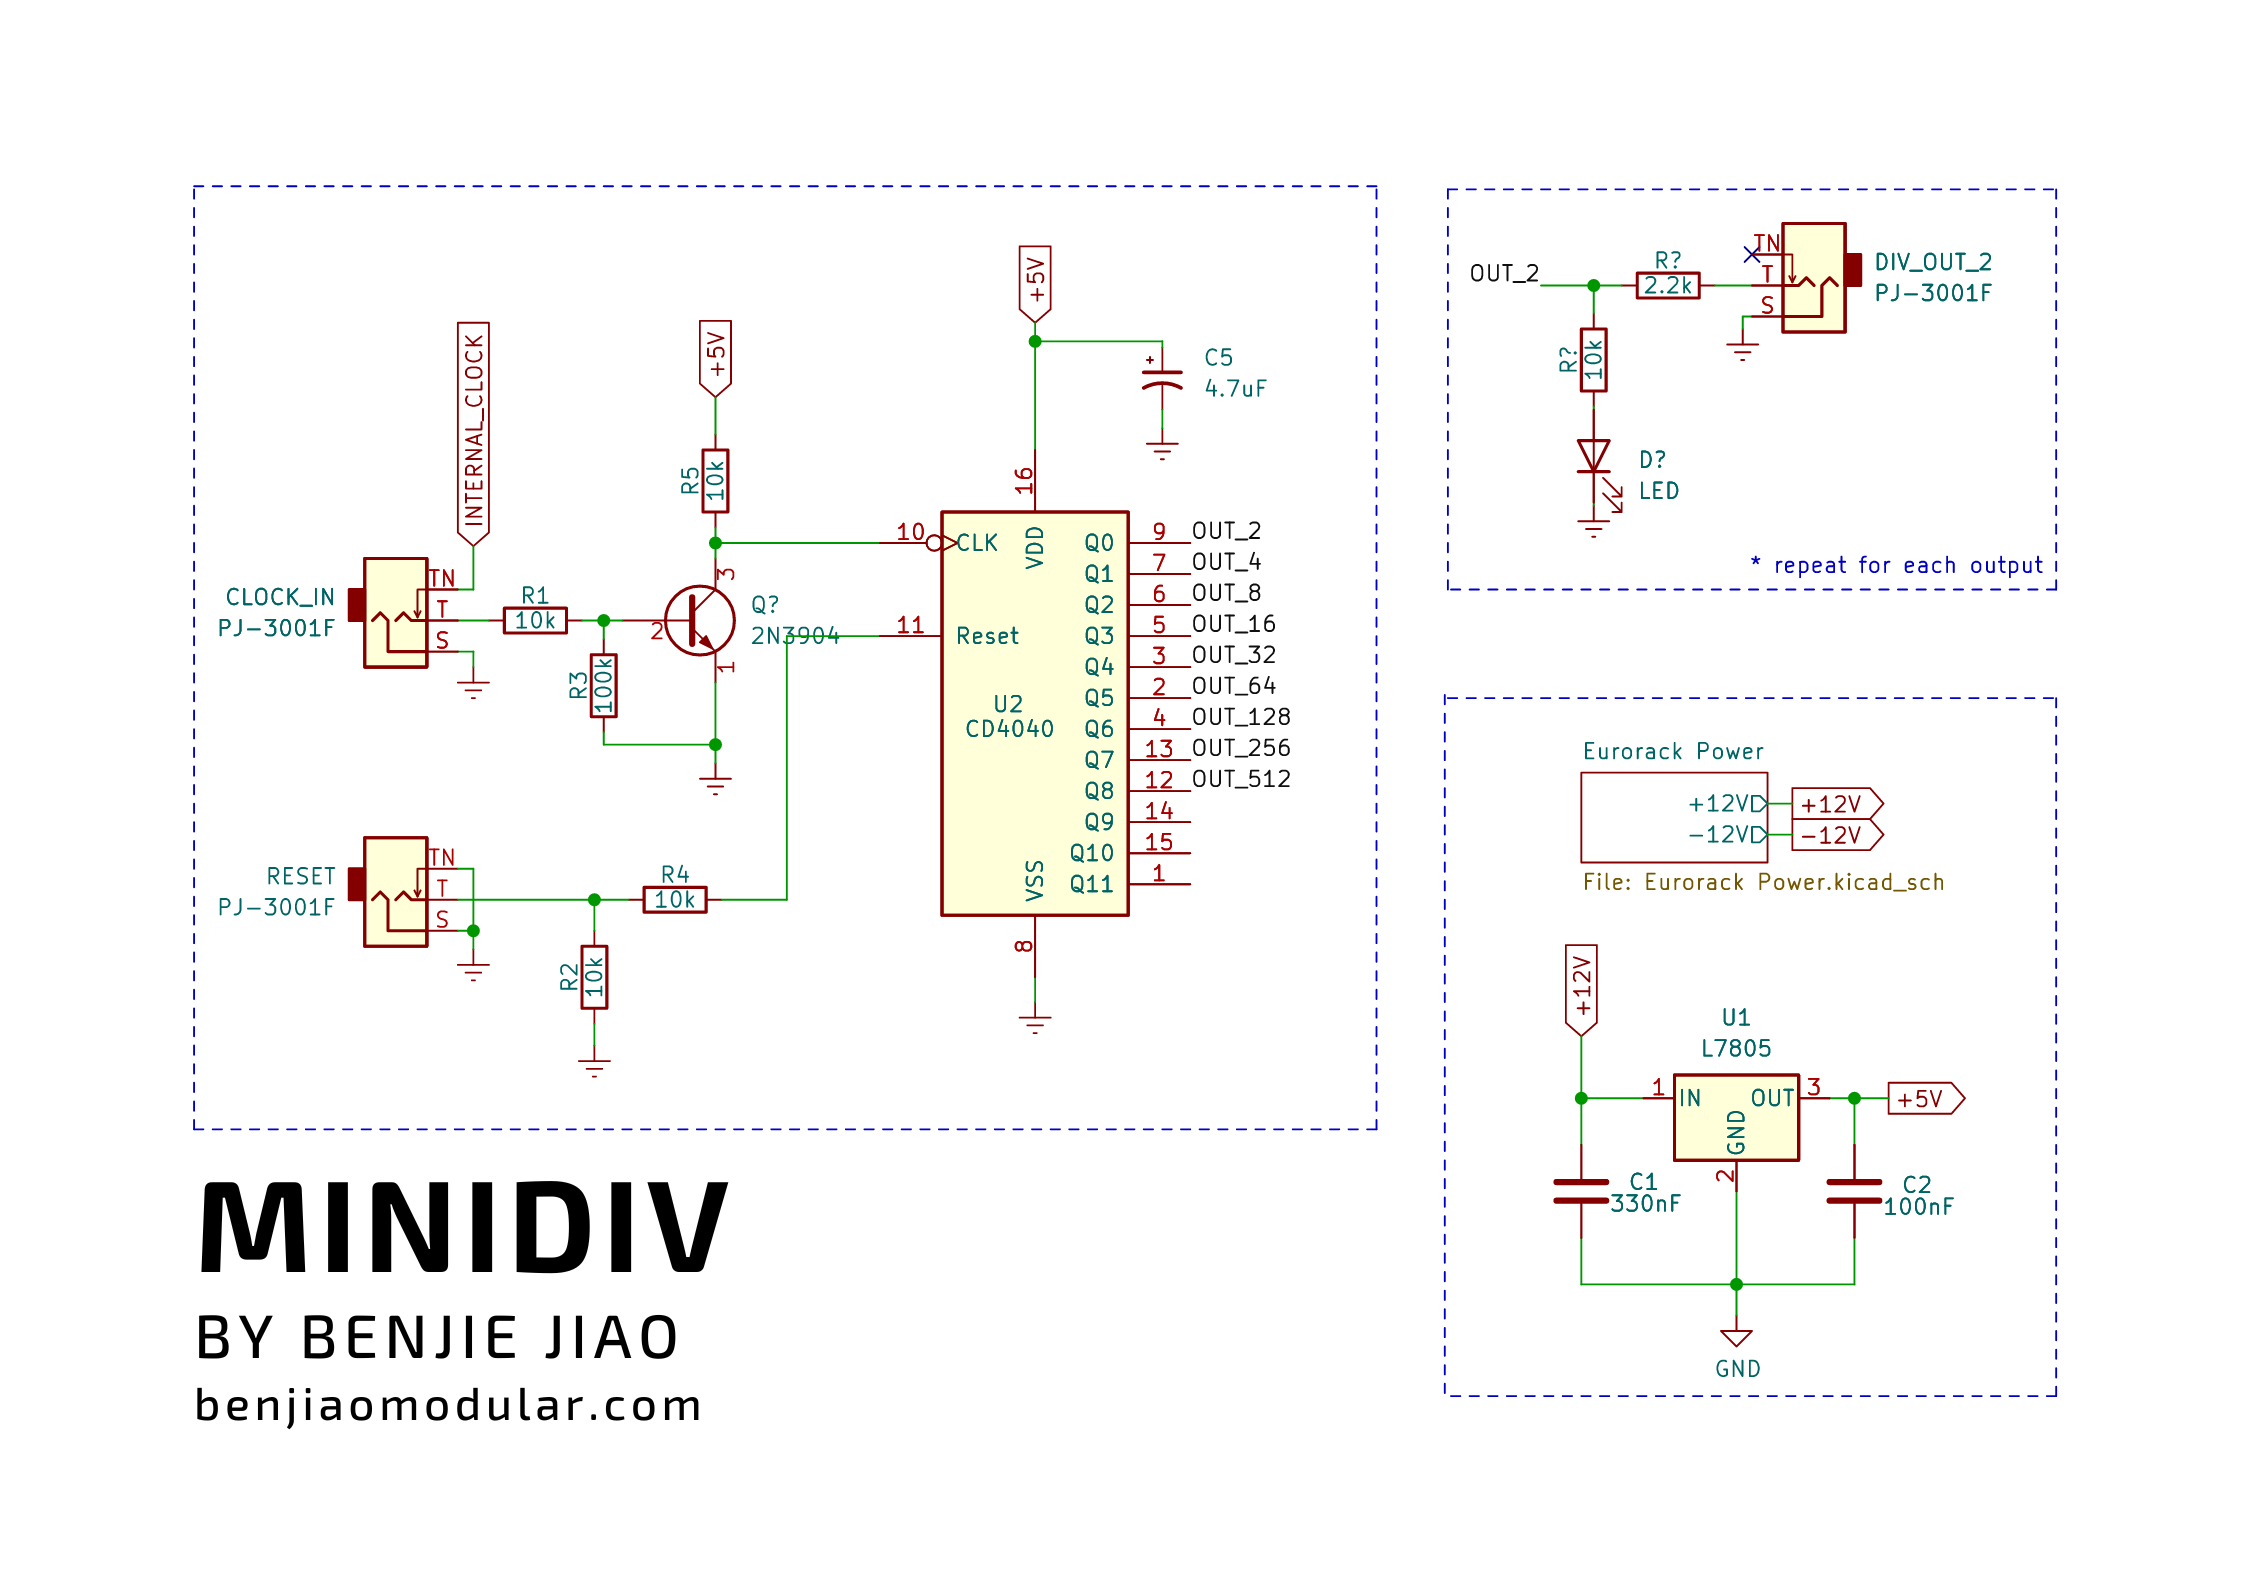 INTERNAL_CLOCK
+5V
+5V
C5
4.7uF
R5
10k
16
CLOCK_IN
PJ-3001F
TN
T
S
R1
10k
R3
100k
3
2
1
Q?
2N3904
10
CLK
11
Reset
VDD
VSS
U2
CD4040
8
Q0 9 OUT_2
Q1 7 OUT_4
Q2 6 OUT_8
Q3 5 OUT_16
Q4 3 OUT_32
Q5 2 OUT_64
Q6 4 OUT_128
Q7 13 OUT_256
Q8 12 OUT_512
Q9 14
Q10 15
Q11 1
RESET
PJ-3001F
TN
T
S
R4
10k
R2
10k
OUT_2
R?
2.2k
TN
T
S
DIV_OUT_2
PJ-3001F
R?
10k
D?
LED
* repeat for each output
Eurorack Power
+12V +12V
-12V -12V
File: Eurorack Power.kicad_sch
+12V
U1
L7805
1 IN OUT 3
GND
2
+5V
C1
330nF
C2
100nF
GND
MINIDIV
BY BENJIE JIAO
benjiaomodular.com